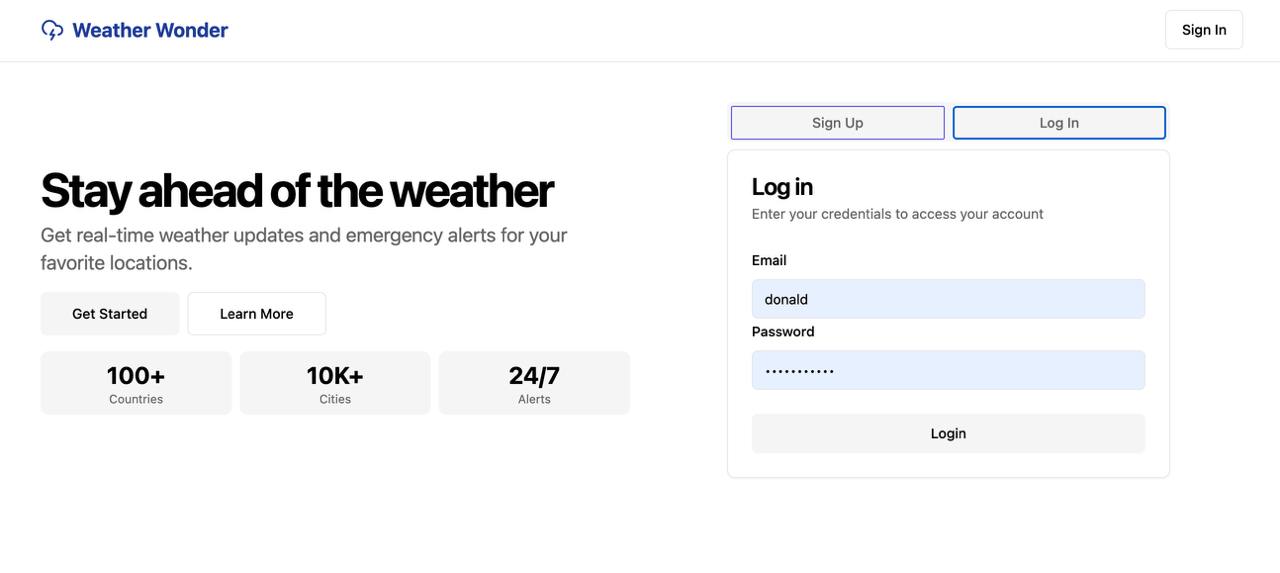 Weather Wonder
Sign In
Stay ahead of the weather
Get real-time weather updates and emergency alerts for your
favorite locations.
Get Started
Learn More
100+
Countries
10K+
Cities
24/7
Alerts
Sign Up
Log In
Log in
Enter your credentials to access your account
Email
donald
Password
•••••••••••
Login